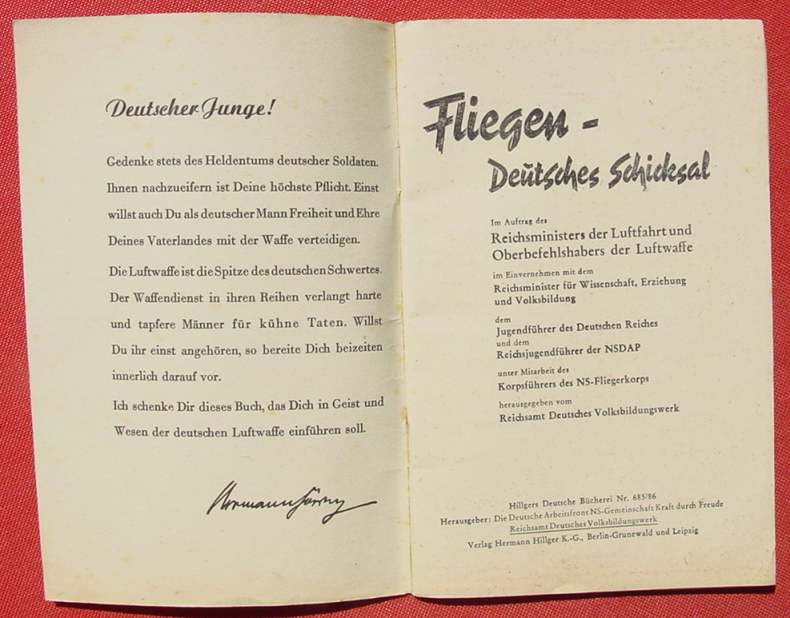 Deutscher Junge!
Gedenke stets des Heldentums deutscher Soldaten.
Ihnen nachzueifern ist Deine höchste Pflicht. Einst
willst auch Du als deutscher Mann Freiheit und Ehre
Deines Vaterlandes mit der Waffe verteidigen.
Die Luftwaffe ist die Spitze des deutschen Schwertes.
Der Waffendienst in ihren Reihen verlangt harte
und tapfere Männer für kühne Taten. Willst
Du ihr einst angehören, so bereite Dich beizeiten
innerlich darauf vor.
Ich schenke Dir dieses Buch, das Dich in Geist und
Wesen der deutschen Luftwaffe einführen soll.
Hermann Göring
Fliegen -
Deutsches Schicksal
Im Auftrag des
Reichsministers der Luftfahrt und
Oberbefehlshabers der Luftwaffe
im Einvernehmen mit dem
Reichsminister für Wissenschaft, Erziehung
und Volksbildung
dem
Jugendführer des Deutschen Reiches
und dem
Reichsjugendführer der NSDAP
unter Mitarbeit des
Korpsführers des NS-Fliegerkorps
herausgegeben vom
Reichsamt Deutsches Volksbildungswerk
Hillgers Deutsche Bücherei Nr. 685/86
Herausgeber: Die Deutsche Arbeitsfront NS-Gemeinschaft Kraft durch Freude
Reichsamt Deutsches Volksbildungswerk
Verlag Hermann Hillger K.-G., Berlin-Grunewald und Leipzig